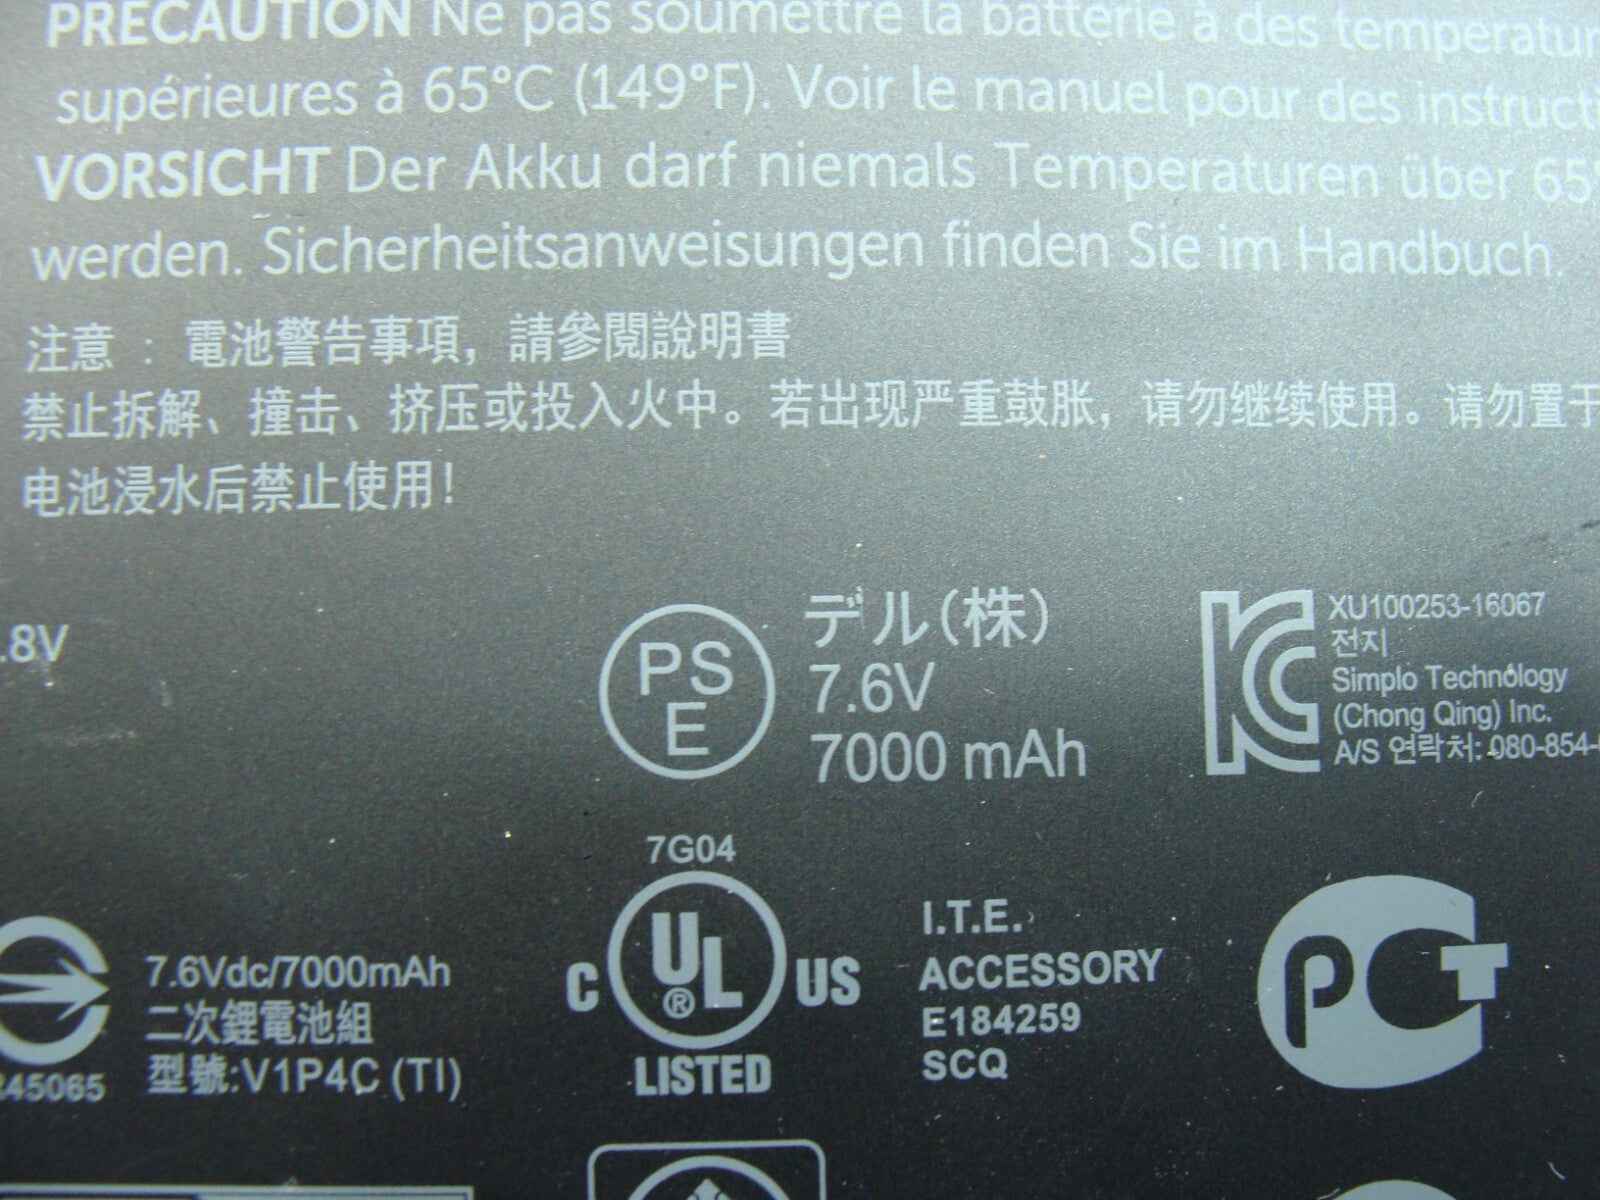 PRECAUTION Ne pas soumettre la batterie à des
supérieures à 65°C (149°F). Voir le manuel pour des
VORSICHT Der Akku darf niemals Temperaturen über 65°
werden. Sicherheitsanweisungen finden Sie im Handbuch.
注意 : 電池警告事項, 請參閱說明書
禁止拆解、撞击、挤压或投入火中。若出现严重鼓胀, 请勿继续使用。请勿置于
电池浸水后禁止使用!
.8V
PS
E
デル(株)
7.6V
7000 mAh
XU100253-16067
전지
Simplo Technology
(Chong Qing) Inc.
A/S 연락처: 080-854-
7.6Vdc/7000mAh
二次鋰電池組
型號:V1P4C (TI)
45065
7G04
C UL ® US
LISTED
I.T.E.
ACCESSORY
E184259
SCQ
PCT